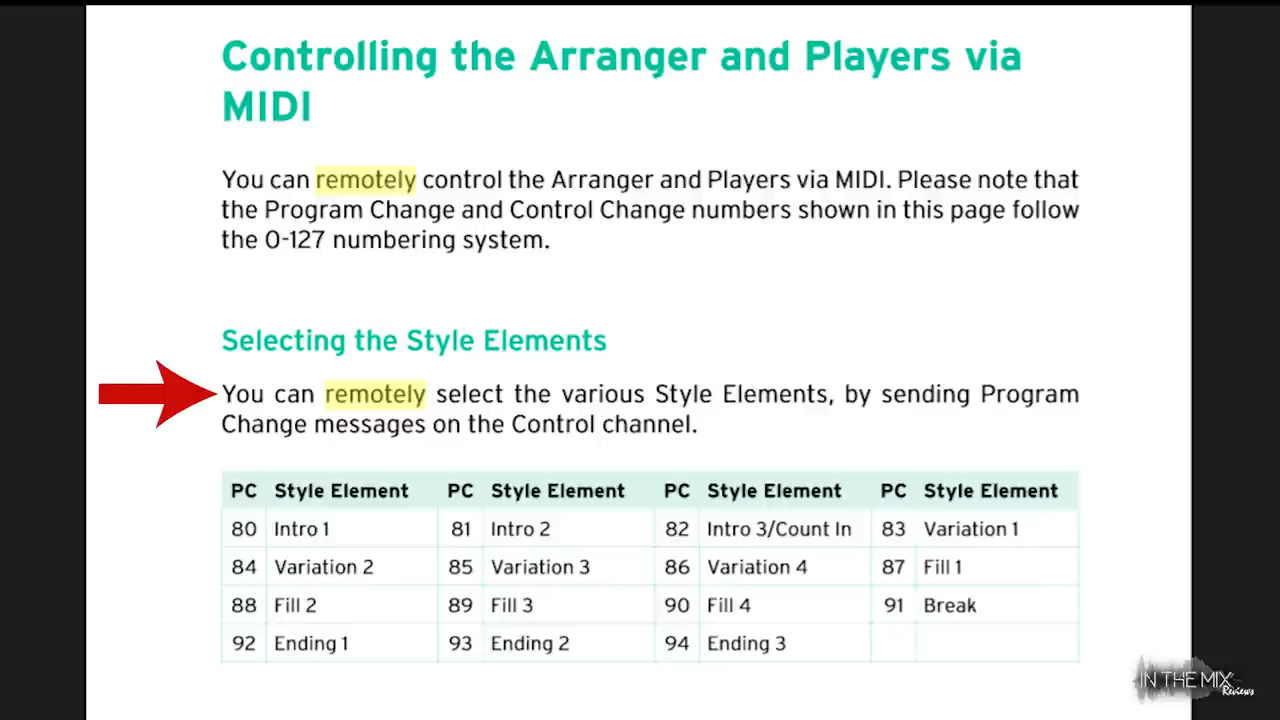 Controlling the Arranger and Players via
MIDI
You can remotely control the Arranger and Players via MIDI. Please note that
the Program Change and Control Change numbers shown in this page follow
the 0-127 numbering system.
Selecting the Style Elements
You can remotely select the various Style Elements, by sending Program
Change messages on the Control channel.
PC Style Element PC Style Element PC Style Element PC Style Element
80 Intro 1 81 Intro 2 82 Intro 3/Count In 83 Variation 1
84 Variation 2 85 Variation 3 86 Variation 4 87 Fill 1
88 Fill 2 89 Fill 3 90 Fill 4 91 Break
92 Ending 1 93 Ending 2 94 Ending 3
IN THE MIX
Reviews